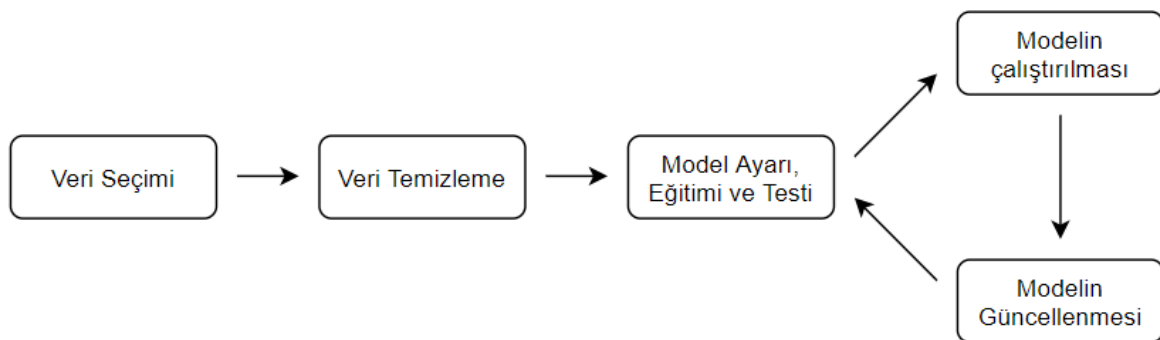 Veri Seçimi
Veri Temizleme
Model Ayarı,
Eğitimi ve Testi
Modelin
çalıştırılması
Modelin
Güncellenmesi